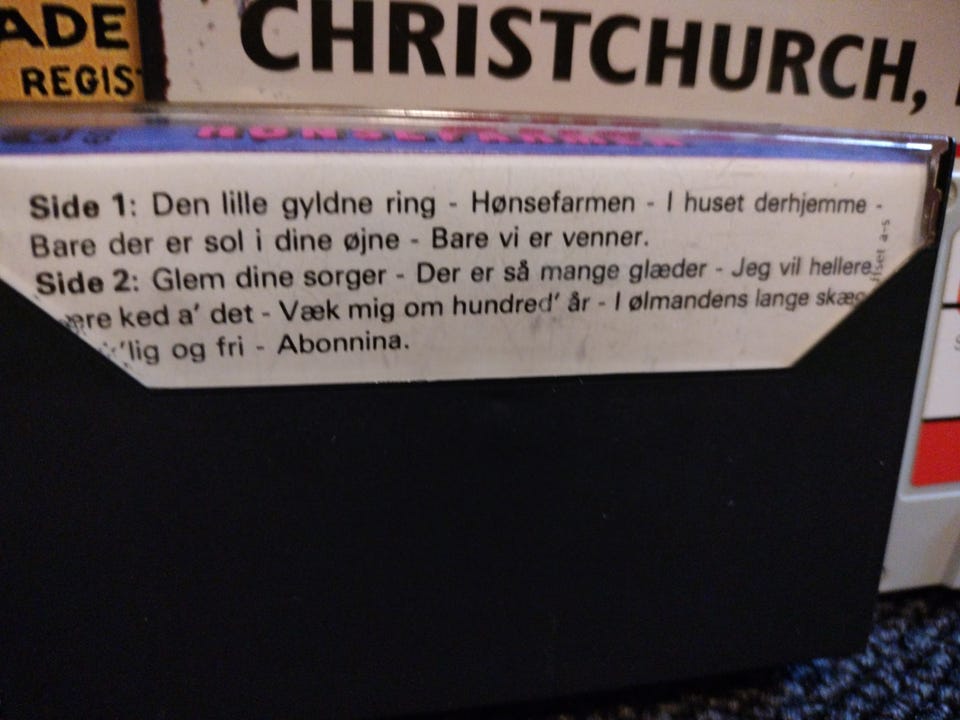 ADE
REGIS
CHRISTCHURCH,
HØNSEFARMEN
Side 1: Den lille gyldne ring - Hønsefarmen - I huset derhjemme -
Bare der er sol i dine øjne - Bare vi er venner.
Side 2: Glem dine sorger - Der er så mange glæder - Jeg vil hellere
ære ked a' det - Væk mig om hundred' år - I ølmandens lange skæg
'lig og fri - Abonnina.